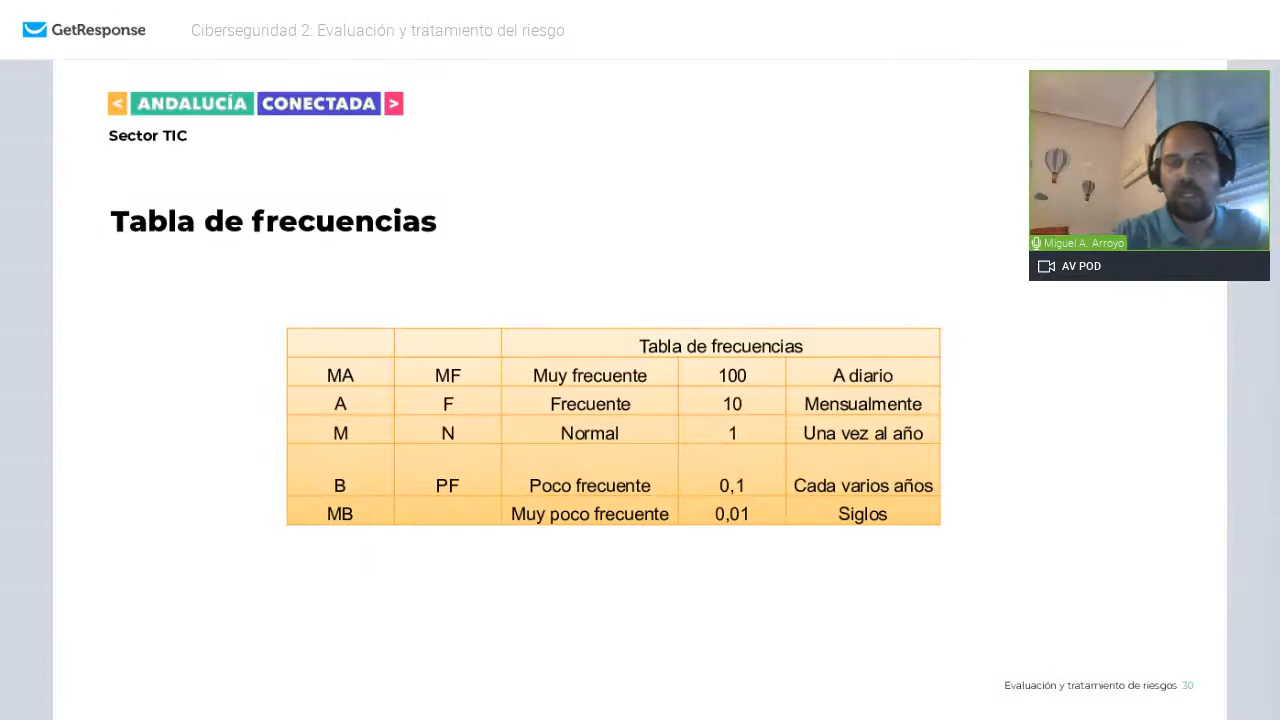 GetResponse
Ciberseguridad 2: Evaluación y tratamiento del riesgo
< ANDALUCÍA CONECTADA >
Sector TIC
Tabla de frecuencias
Miguel A. Arroyo
AV POD
Tabla de frecuencias
MA MF Muy frecuente 100 A diario
A F Frecuente 10 Mensualmente
M N Normal 1 Una vez al año
B PF Poco frecuente 0,1 Cada varios años
MB Muy poco frecuente 0,01 Siglos
Evaluación y tratamiento de riesgos 30